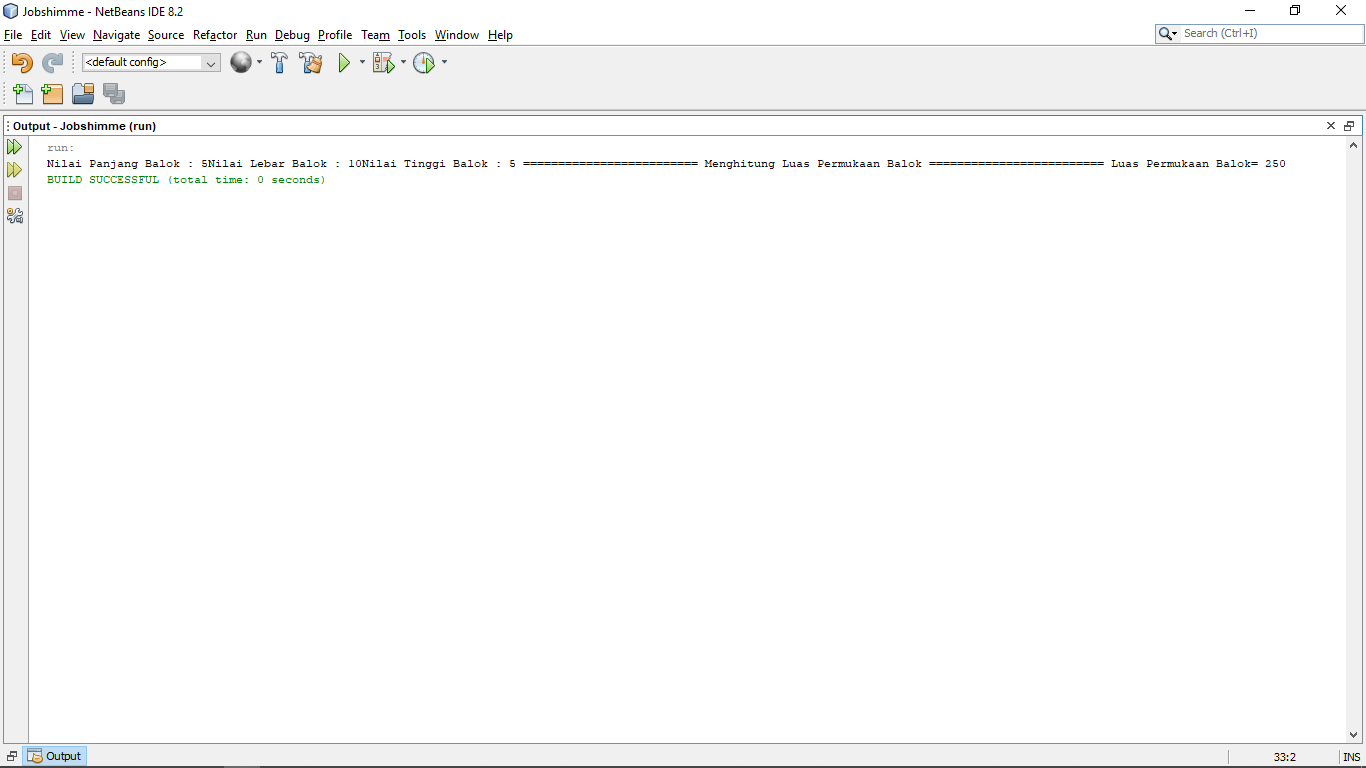 Jobshimme - NetBeans IDE 8.2
File Edit View Navigate Source Refactor Run Debug Profile Team Tools Window Help
Search (Ctrl+I)
<default config>
Output - Jobshimme (run)
run:
Nilai Panjang Balok : 5Nilai Lebar Balok : 10Nilai Tinggi Balok : 5 ========================= Menghitung Luas Permukaan Balok ========================= Luas Permukaan Balok= 250
BUILD SUCCESSFUL (total time: 0 seconds)
Output
33:2 INS